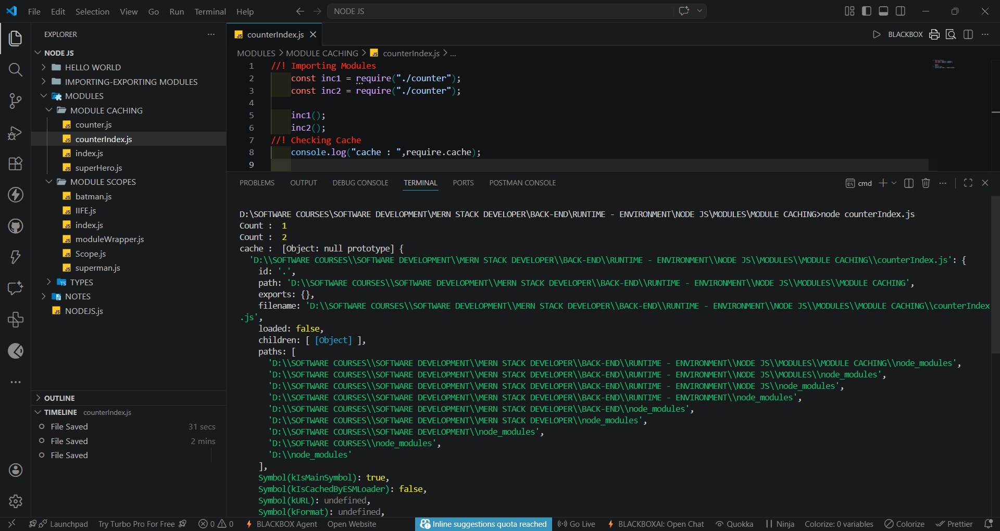 File Edit Selection View Go Run Terminal Help
NODE JS
EXPLORER
NODE JS
HELLO WORLD
IMPORTING-EXPORTING MODULES
MODULES
MODULE CACHING
counter.js
counterIndex.js
index.js
superHero.js
MODULE SCOPES
batman.js
IIFE.js
index.js
moduleWrapper.js
Scope.js
superman.js
TYPES
NOTES
NODEJS.js
OUTLINE
TIMELINE counterIndex.js
File Saved 31 secs
File Saved 2 mins
File Saved
counterIndex.js
BLACKBOX
MODULES > MODULE CACHING > counterIndex.js > ...
1 //! Importing Modules
2 const inc1 = require("./counter");
3 const inc2 = require("./counter");
4
5 inc1();
6 inc2();
7 //! Checking Cache
8 console.log("cache : ",require.cache);
9
PROBLEMS OUTPUT DEBUG CONSOLE TERMINAL PORTS POSTMAN CONSOLE
cmd
D:\SOFTWARE COURSES\SOFTWARE DEVELOPMENT\MERN STACK DEVELOPER\BACK-END\RUNTIME - ENVIRONMENT\NODE JS\MODULES\MODULE CACHING>node counterIndex.js
Count :  1
Count :  2
cache :  [Object: null prototype] {
'D:\\SOFTWARE COURSES\\SOFTWARE DEVELOPMENT\\MERN STACK DEVELOPER\\BACK-END\\RUNTIME - ENVIRONMENT\\NODE JS\\MODULES\\MODULE CACHING\\counterIndex.js': {
id: '.',
path: 'D:\\SOFTWARE COURSES\\SOFTWARE DEVELOPMENT\\MERN STACK DEVELOPER\\BACK-END\\RUNTIME - ENVIRONMENT\\NODE JS\\MODULES\\MODULE CACHING',
exports: {},
filename: 'D:\\SOFTWARE COURSES\\SOFTWARE DEVELOPMENT\\MERN STACK DEVELOPER\\BACK-END\\RUNTIME - ENVIRONMENT\\NODE JS\\MODULES\\MODULE CACHING\\counterIndex
.js',
loaded: false,
children: [ [Object] ],
paths: [
'D:\\SOFTWARE COURSES\\SOFTWARE DEVELOPMENT\\MERN STACK DEVELOPER\\BACK-END\\RUNTIME - ENVIRONMENT\\NODE JS\\MODULES\\MODULE CACHING\\node_modules',
'D:\\SOFTWARE COURSES\\SOFTWARE DEVELOPMENT\\MERN STACK DEVELOPER\\BACK-END\\RUNTIME - ENVIRONMENT\\NODE JS\\MODULES\\node_modules',
'D:\\SOFTWARE COURSES\\SOFTWARE DEVELOPMENT\\MERN STACK DEVELOPER\\BACK-END\\RUNTIME - ENVIRONMENT\\NODE JS\\node_modules',
'D:\\SOFTWARE COURSES\\SOFTWARE DEVELOPMENT\\MERN STACK DEVELOPER\\BACK-END\\RUNTIME - ENVIRONMENT\\node_modules',
'D:\\SOFTWARE COURSES\\SOFTWARE DEVELOPMENT\\MERN STACK DEVELOPER\\BACK-END\\node_modules',
'D:\\SOFTWARE COURSES\\SOFTWARE DEVELOPMENT\\MERN STACK DEVELOPER\\node_modules',
'D:\\SOFTWARE COURSES\\SOFTWARE DEVELOPMENT\\node_modules',
'D:\\SOFTWARE COURSES\\node_modules',
'D:\\node_modules'
],
Symbol(kIsMainSymbol): true,
Symbol(kIsCachedByESMLoader): false,
Symbol(kURL): undefined,
Symbol(kFormat): undefined,
Launchpad Try Turbo Pro For Free 0 0 BLACKBOX Agent Open Website Inline suggestions quota reached Go Live BLACKBOXAI: Open Chat Quokka Ninja Colorize: 0 variables Colorize Prettier